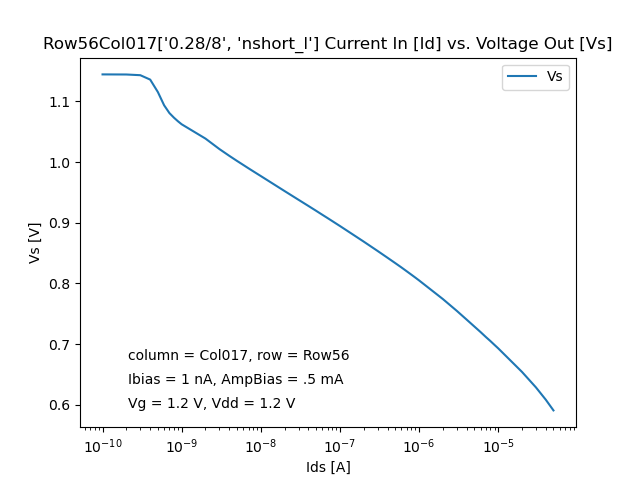 Row56Col017['0.28/8', 'nshort_l'] Current In [Id] vs. Voltage Out [Vs]
Vs
1.1
1.0
0.9
0.8
0.7
0.6
Vs [V]
column = Col017, row = Row56
Ibias = 1 nA, AmpBias = .5 mA
Vg = 1.2 V, Vdd = 1.2 V
10⁻¹⁰ 10⁻⁹ 10⁻⁸ 10⁻⁷ 10⁻⁶ 10⁻⁵
Ids [A]